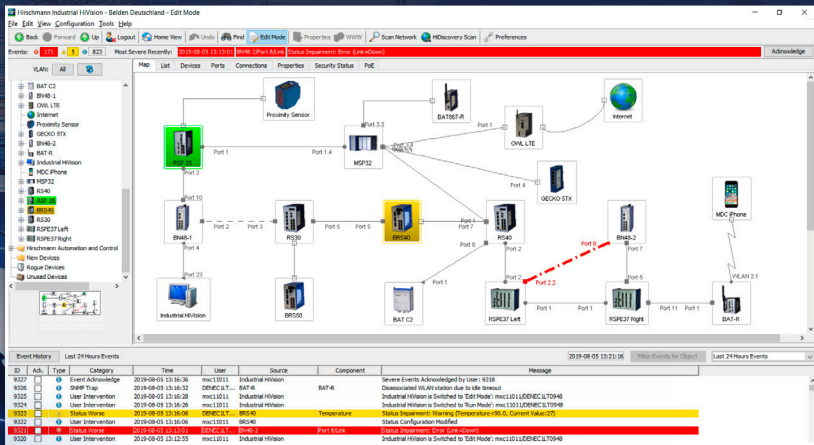 Hirschmann Industrial HiVision - Belden Deutschland - Edit Mode
File Edit View Configuration Tools Help
Back Forward Up Logout Home View Undo Find Edit Mode Properties WWW Scan Network HiDiscovery Scan Preferences
Events: 171 5 823 Most Severe Recently: 2019-08-05 13:13:01 BN48-2/Port 8/Link Status Impairment: Error (Link=Down) Acknowledge
VLAN: All
Map List Devices Ports Connections Properties Security Status PoE
BAT C2
BN48-1
OWL LTE
Internet
Proximity Sensor
GECKO STX
BN48-2
BAT-R
Industrial HiVision
MDC iPhone
MSP32
RS40
RSP35
BRS40
RS30
RSPE37 Left
RSPE37 Right
Hirschmann Automation and Control
New Devices
Rogue Devices
Unused Devices
Proximity Sensor
BAT867-R
Internet
Port 3.3
Port 1
OWL LTE
RSP 35
Port 1
Port 1.4
MSP32
Port 2
Port 4
GECKO STX
MDC iPhone
Port 10
BN48-1
Port 2
Port 3
RS30
Port 5
Port 5
BRS40
Port 1
Port 7
RS40
Port 8
BN48-2
Port 4
Port 8
Port 2
Port 7
Port 23
Port 1
Port 2
Port 2.2
Port 5
WLAN 2.1
Industrial HiVision
BRS50
BAT C2
RSPE37 Left
Port 1
Port 1
RSPE37 Right
Port 11
Port 1
BAT-R
Event History Last 24 Hours Events 2019-08-05 13:21:16 Filter Events for Object Last 24 Hours Events
ID Ack. Type Category Time User Source Component Message
9327 Event Acknowledge 2019-08-05 13:16:36 mxc11011 Industrial HiVision Severe Events Acknowledged by User: 9318
9326 SNMP Trap 2019-08-05 13:16:32 DENEC1LT... BAT-R BAT-R Disassociated WLAN station due to idle timeout
9325 User Intervention 2019-08-05 13:16:28 mxc11011 Industrial HiVision Industrial HiVision is Switched to 'Edit Mode': mxc11011/DENEC1LT0948
9324 User Intervention 2019-08-05 13:16:26 mxc11011 Industrial HiVision Industrial HiVision is Switched to 'Run Mode': mxc11011/DENEC1LT0948
9323 Status Worse 2019-08-05 13:16:06 DENEC1LT... BRS40 Temperature Status Impairment: Warning (Temperature <90.0, Current Value:27)
9322 User Intervention 2019-08-05 13:16:06 mxc11011 BRS40 Status Configuration Modified
9321 Status Worse 2019-08-05 13:13:01 DENEC1LT... BN48-2 Port 8/Link Status Impairment: Error (Link=Down)
9320 User Intervention 2019-08-05 13:12:55 mxc11011 Industrial HiVision Industrial HiVision is Switched to 'Edit Mode': mxc11011/DENEC1LT0948